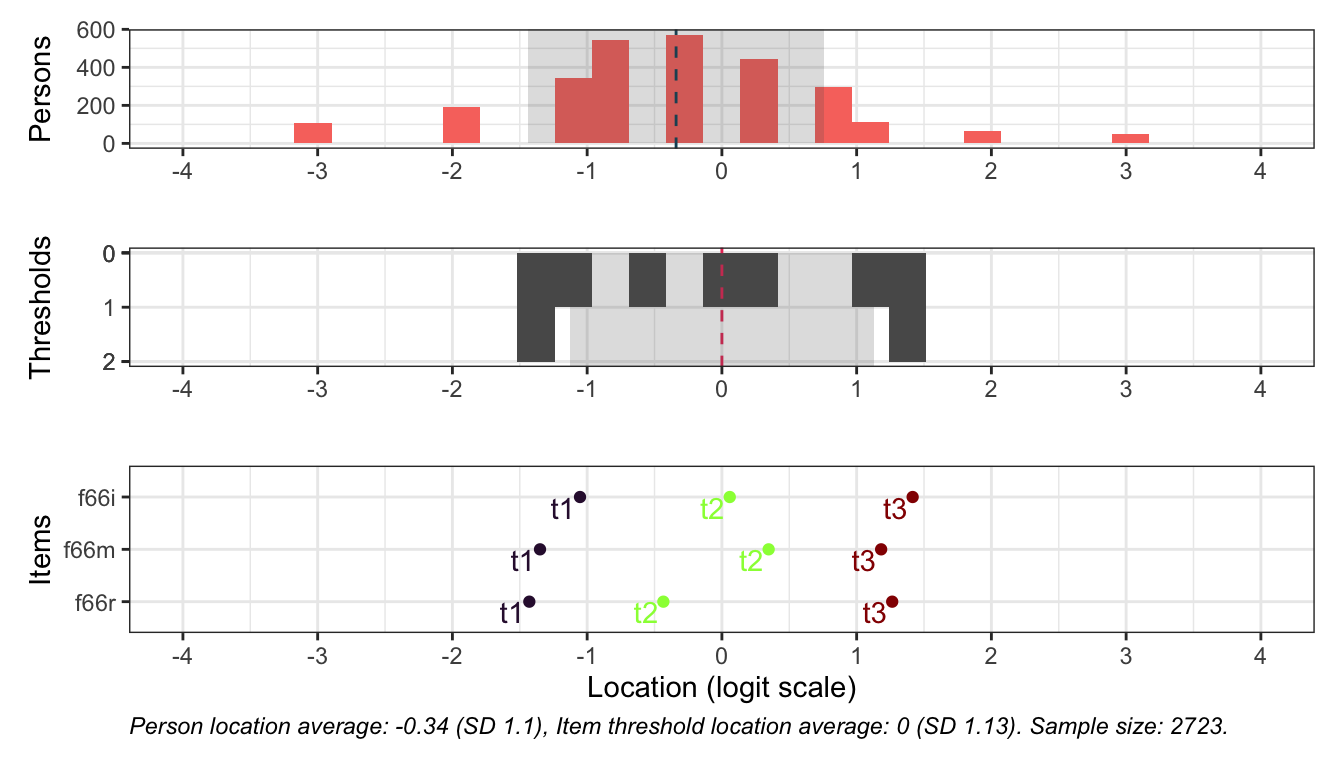 Persons
600
400
200
0
-4 -3 -2 -1 0 1 2 3 4
Thresholds
0
1
2
-4 -3 -2 -1 0 1 2 3 4
Items
f66i t1 t2 t3
f66m t1 t2 t3
f66r t1 t2 t3
-4 -3 -2 -1 0 1 2 3 4
Location (logit scale)
Person location average: -0.34 (SD 1.1), Item threshold location average: 0 (SD 1.13). Sample size: 2723.